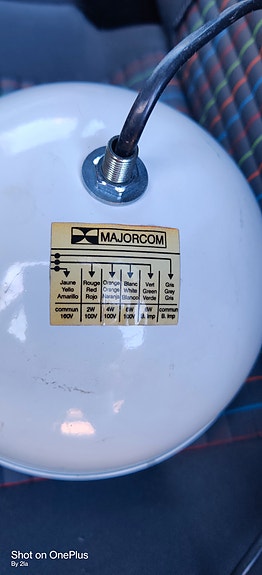 MAJORCOM
Jaune Rouge Orange Blanc Vert Gris
Yello Red Orange White Green Grey
Amarillo Rojo Naranja Blanco Verde Gris
commun 2W 4W 6W commun
100V 100V 100V 100V B. Imp B. Imp
Shot on OnePlus
By 2la